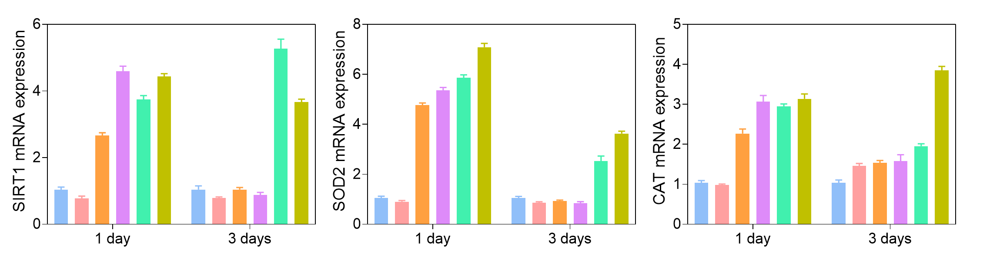 SIRT1 mRNA expression
6
4
2
0
1 day
3 days
SOD2 mRNA expression
8
6
4
2
0
1 day
3 days
CAT mRNA expression
5
4
3
2
1
0
1 day
3 days